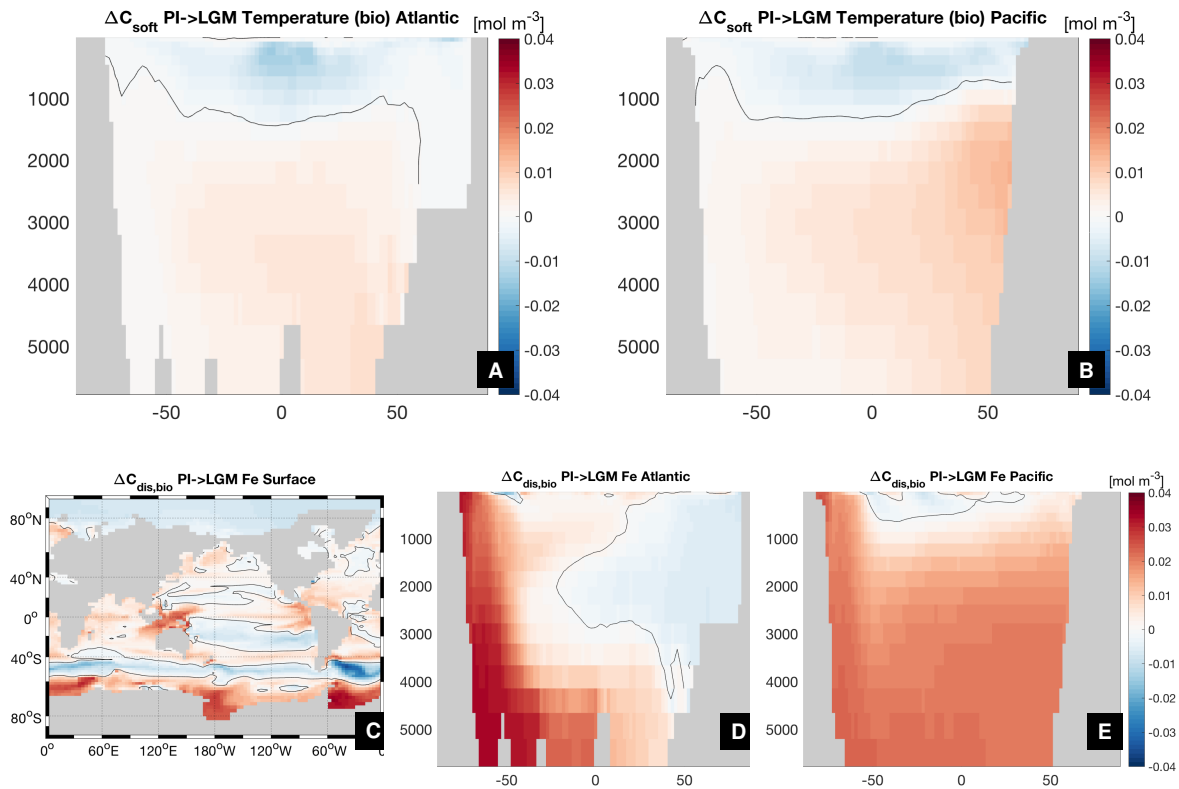 ΔC_soft PI->LGM Temperature (bio) Atlantic
[mol m^-3]
0.04
0.03
0.02
0.01
0
-0.01
-0.02
-0.03
-0.04
1000
2000
3000
4000
5000
-50
0
50
A
ΔC_soft PI->LGM Temperature (bio) Pacific
[mol m^-3]
0.04
0.03
0.02
0.01
0
-0.01
-0.02
-0.03
-0.04
1000
2000
3000
4000
5000
-50
0
50
B
ΔC_dis,bio PI->LGM Fe Surface
80°N
40°N
0°
40°S
80°S
0°
60°E
120°E
180°W
120°W
60°W
C
ΔC_dis,bio PI->LGM Fe Atlantic
1000
2000
3000
4000
5000
-50
0
50
D
ΔC_dis,bio PI->LGM Fe Pacific
[mol m^-3]
0.04
0.03
0.02
0.01
0
-0.01
-0.02
-0.03
-0.04
1000
2000
3000
4000
5000
-50
0
50
E